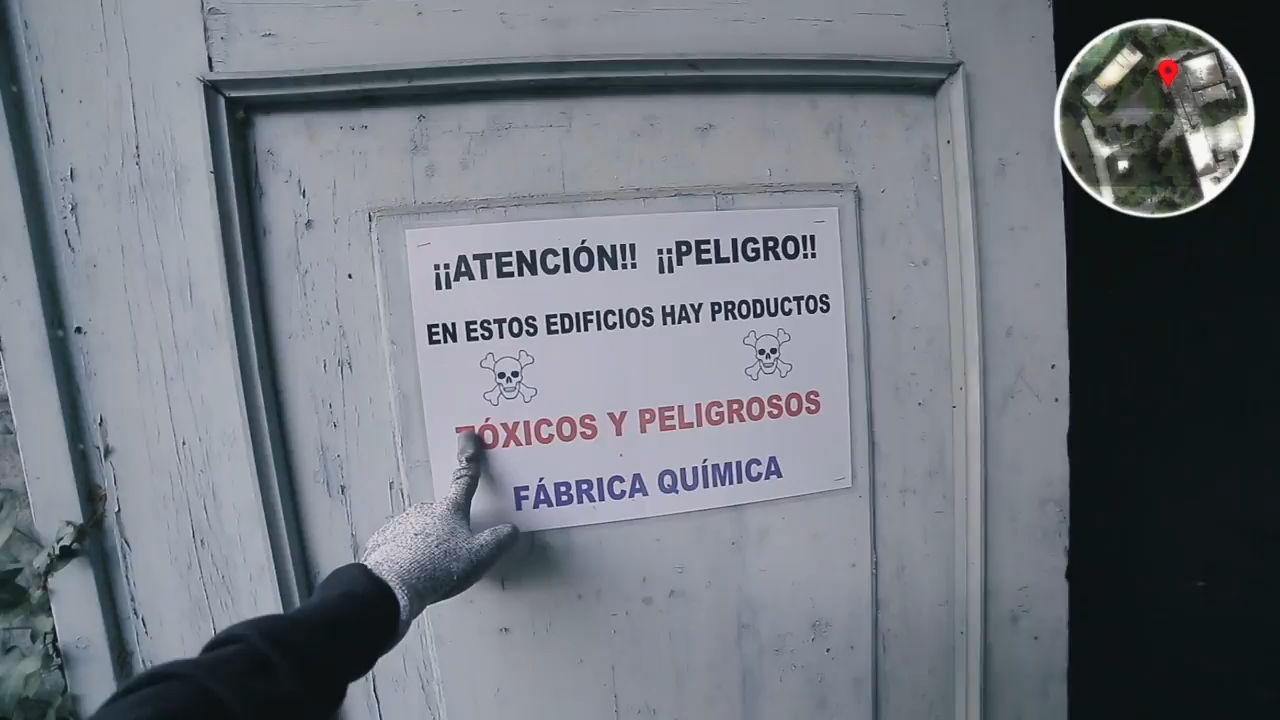 ¡¡ATENCIÓN!! ¡¡PELIGRO!!
EN ESTOS EDIFICIOS HAY PRODUCTOS
TÓXICOS Y PELIGROSOS
FÁBRICA QUÍMICA